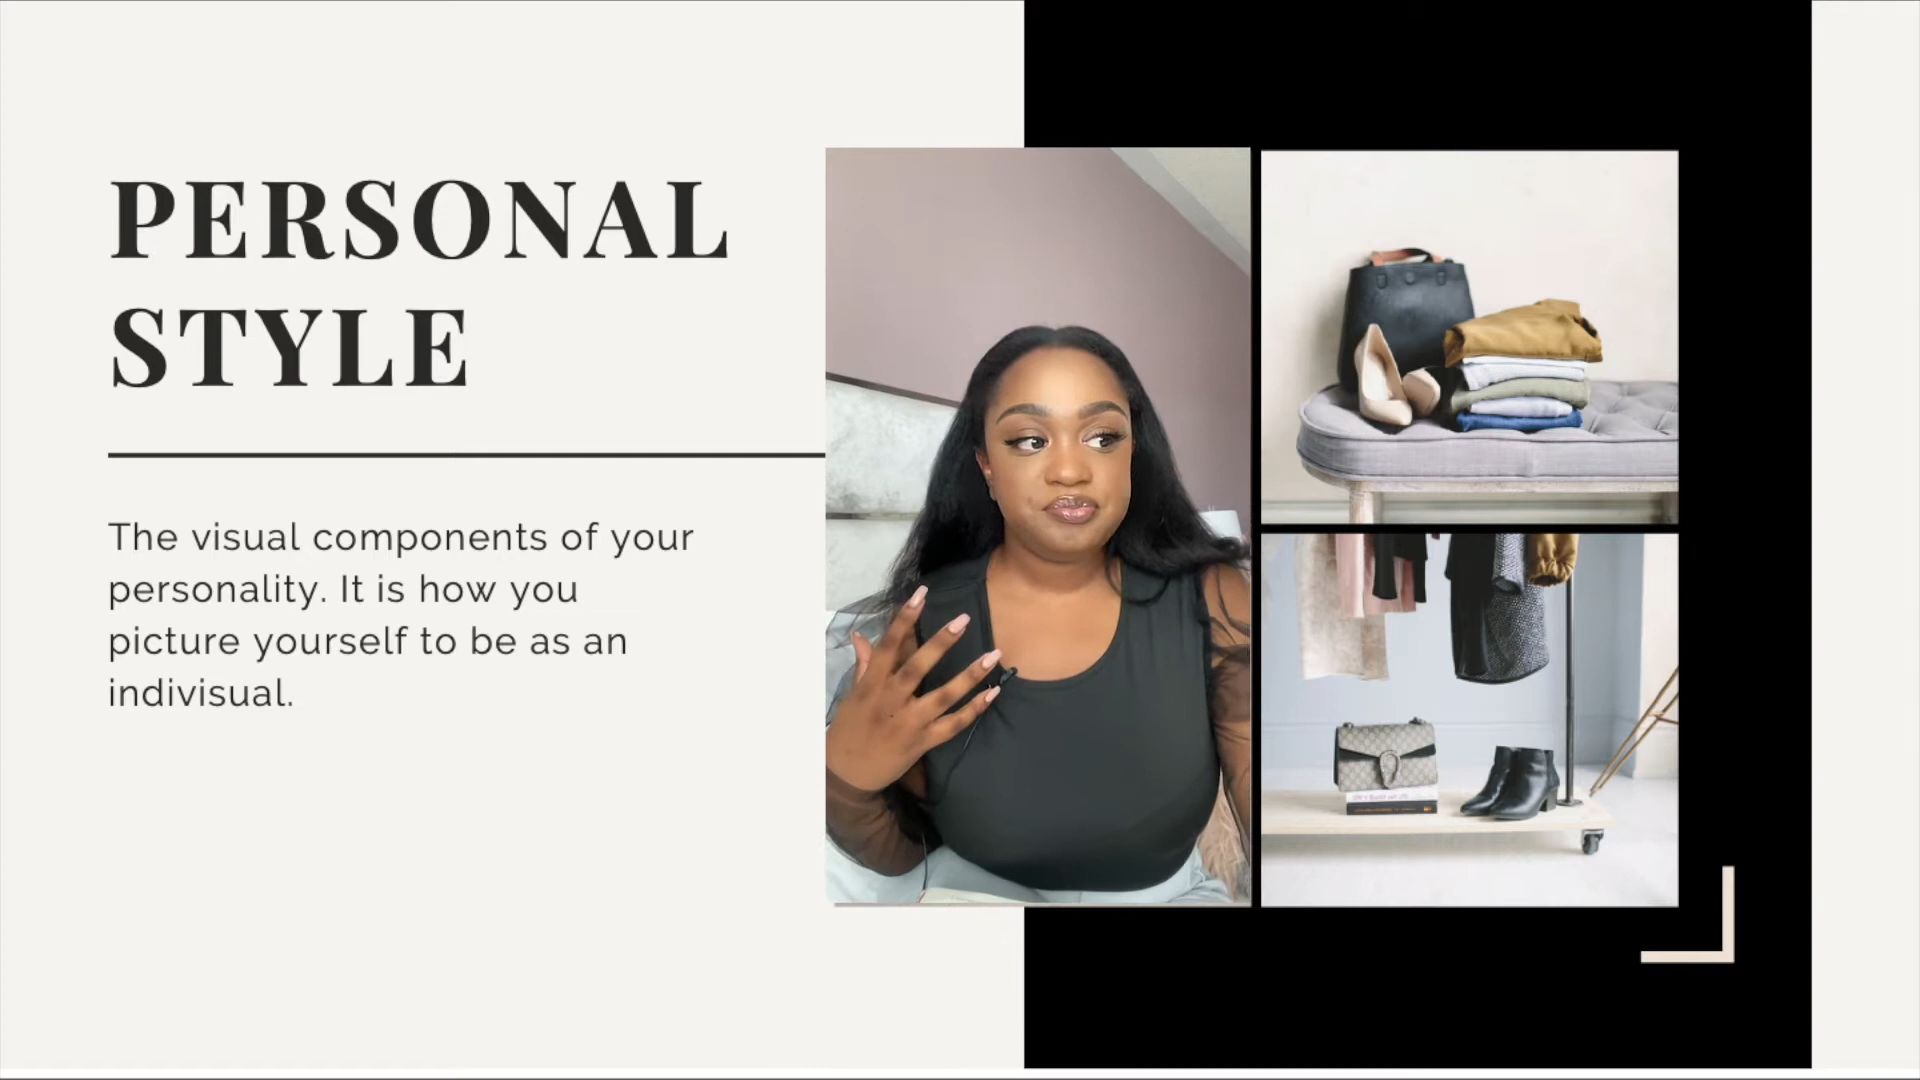 PERSONAL
STYLE
The visual components of your
personality. It is how you
picture yourself to be as an
indivisual.